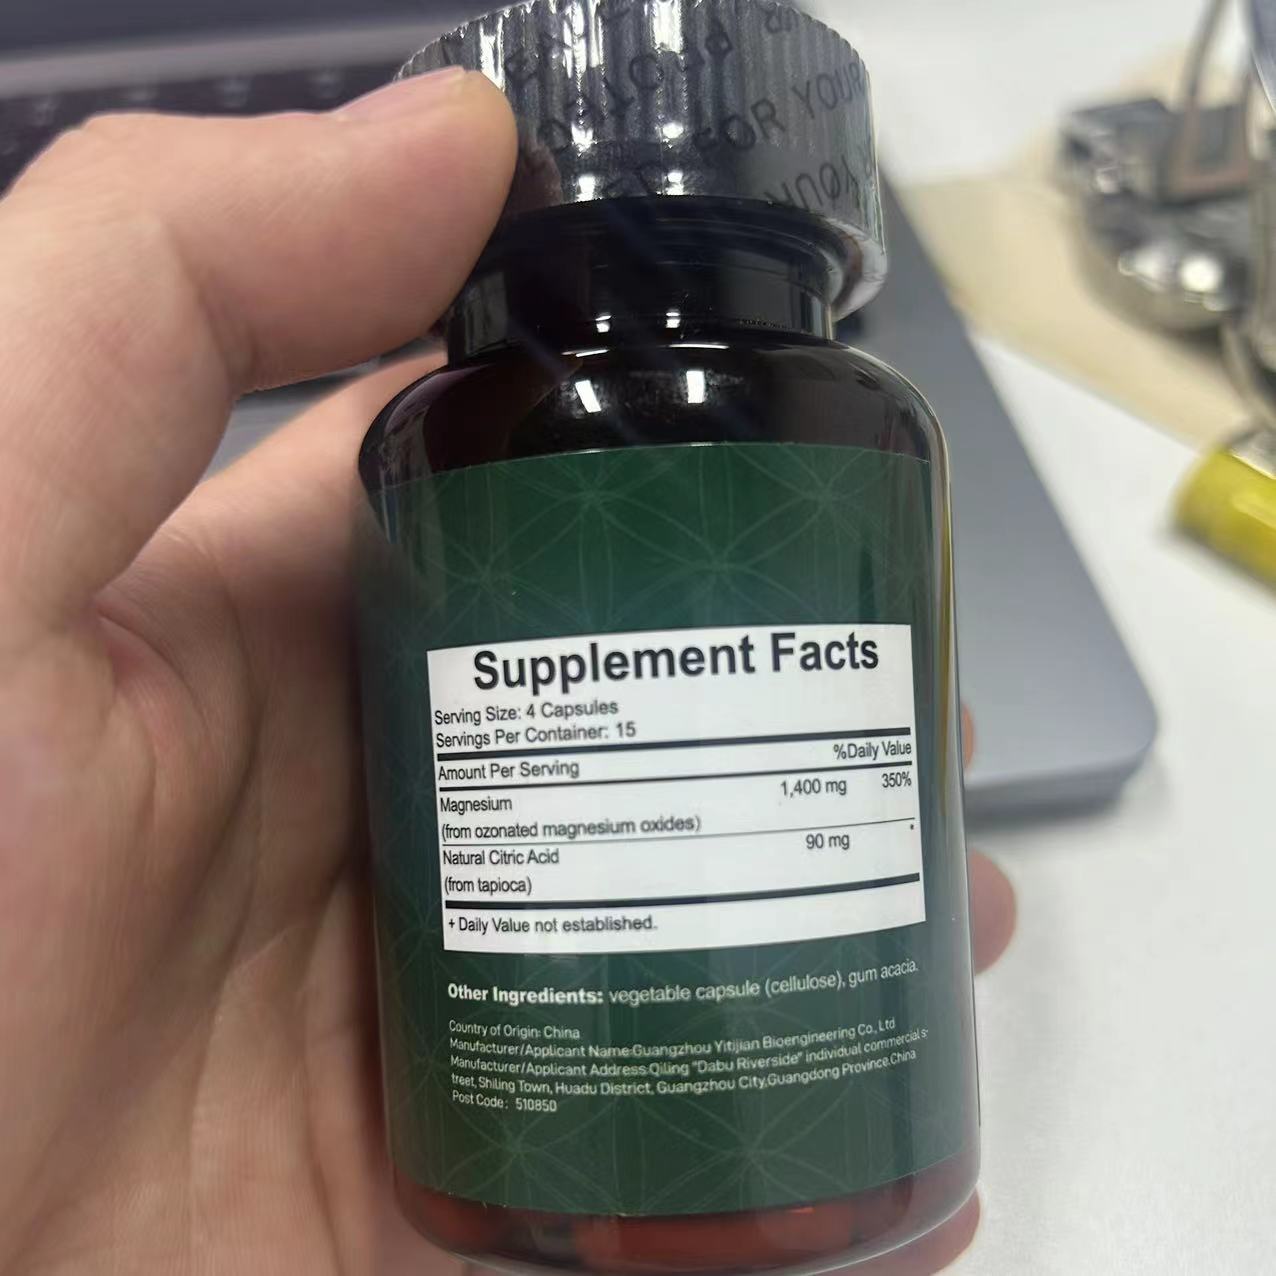 FOR YOUR
YOUR
Supplement Facts
Serving Size: 4 Capsules
Servings Per Container: 15
%Daily Value
Amount Per Serving
Magnesium 1,400 mg 350%
(from ozonated magnesium oxides)
Natural Citric Acid 90 mg *
(from tapioca)
+ Daily Value not established.
Other Ingredients: vegetable capsule (cellulose), gum acacia.
Country of Origin: China
Manufacturer/Applicant Name:Guangzhou Yitijian Bioengineering Co., Ltd
Manufacturer/Applicant Address:Qiling "Dabu Riverside" individual commercial s-
treet, Shiling Town, Huadu District, Guangzhou City,Guangdong Province,China
Post Code: 510850